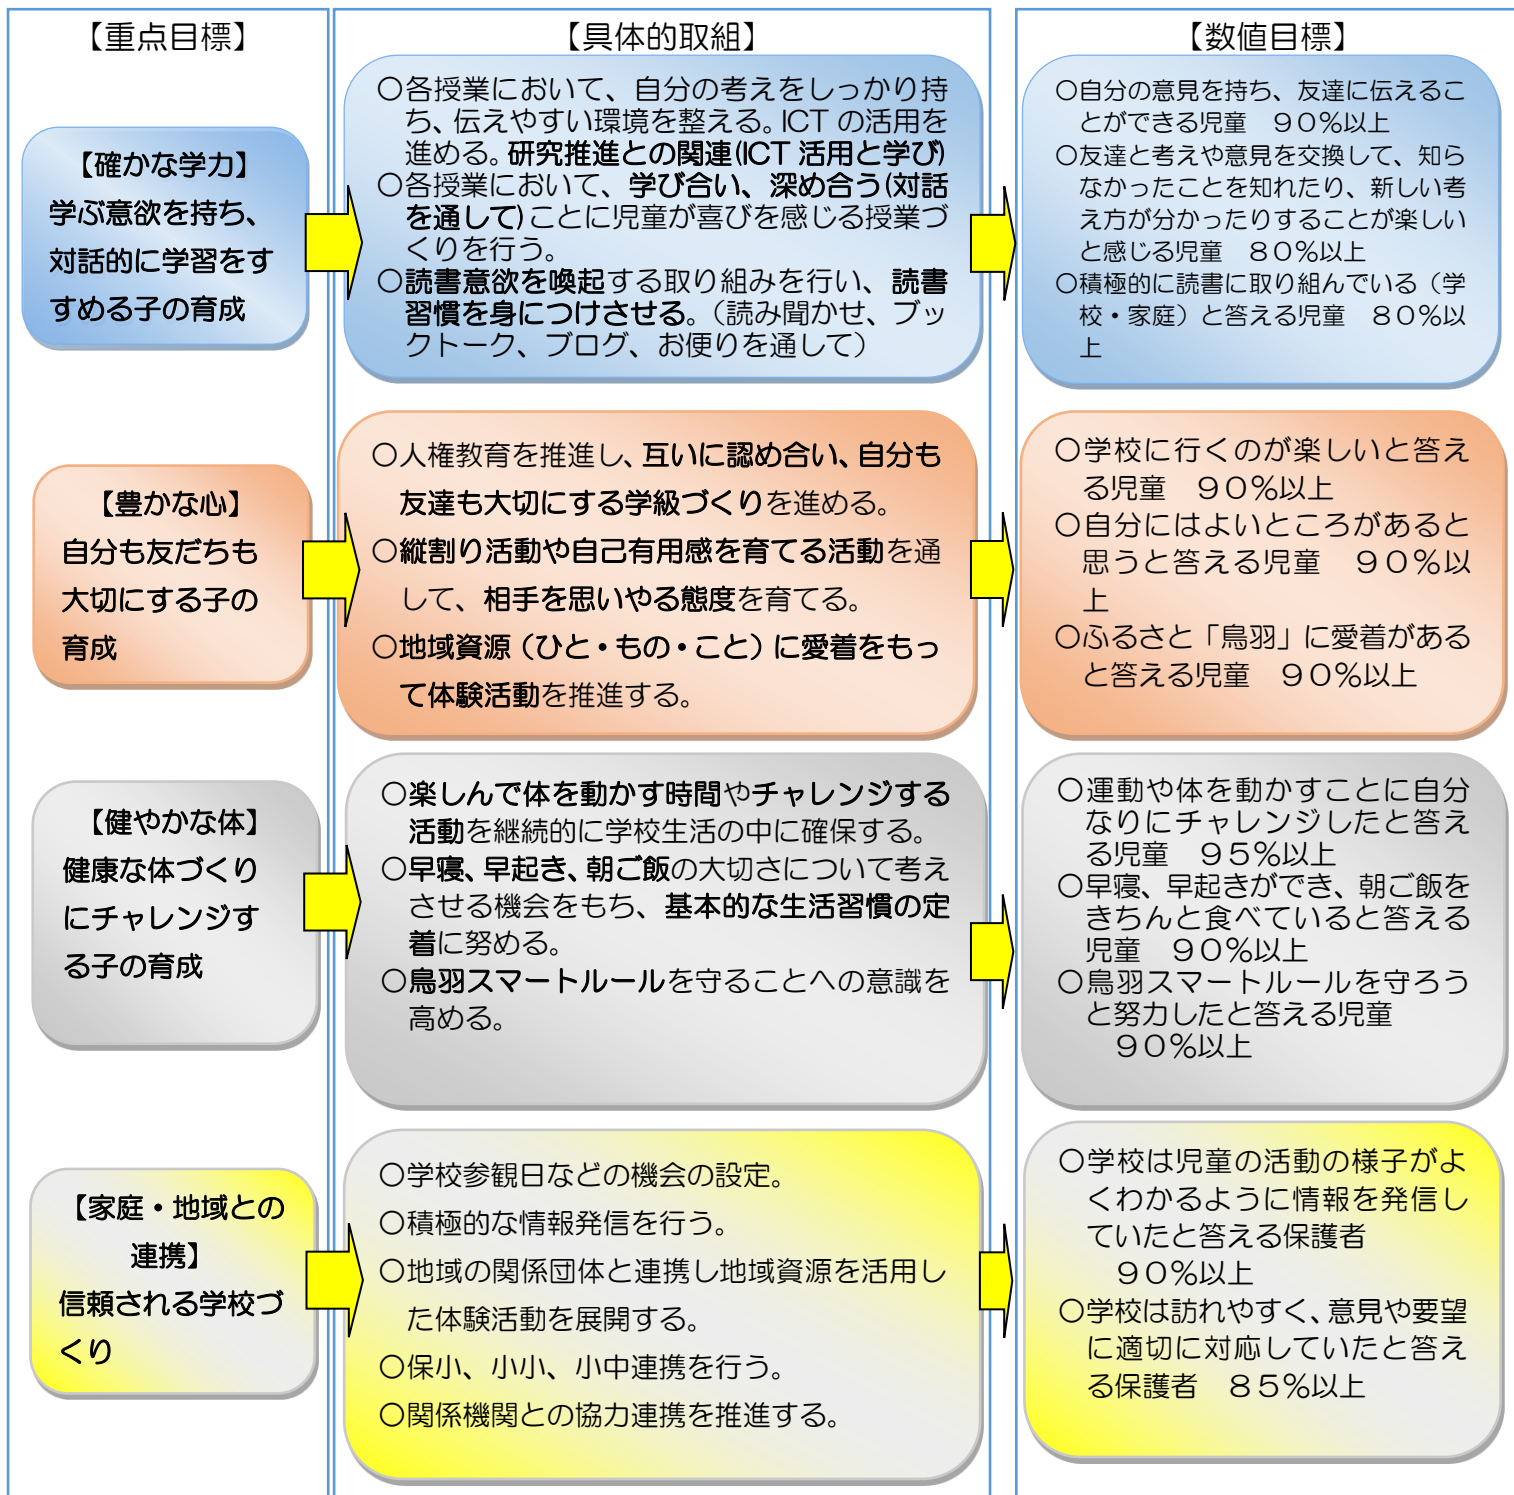 【重点目標】
【具体的取組】
【数値目標】
【確かな学力】
学ぶ意欲を持ち、
対話的に学習をす
すめる子の育成
〇各授業において、自分の考えをしっかり持
ち、伝えやすい環境を整える。ICT の活用を
進める。研究推進との関連(ICT 活用と学び)
〇各授業において、学び合い、深め合う(対話
を通して)ことに児童が喜びを感じる授業づ
くりを行う。
〇読書意欲を喚起する取り組みを行い、読書
習慣を身につけさせる。（読み聞かせ、ブッ
クトーク、ブログ、お便りを通して）
〇自分の意見を持ち、友達に伝えるこ
とができる児童　９０％以上
〇友達と考えや意見を交換して、知ら
なかったことを知れたり、新しい考
え方が分かったりすることが楽しい
と感じる児童　８０％以上
〇積極的に読書に取り組んでいる（学
校・家庭）と答える児童　８０％以
上
【豊かな心】
自分も友だちも
大切にする子の
育成
〇人権教育を推進し、互いに認め合い、自分も
友達も大切にする学級づくりを進める。
〇縦割り活動や自己有用感を育てる活動を通
して、相手を思いやる態度を育てる。
〇地域資源（ひと・もの・こと）に愛着をもっ
て体験活動を推進する。
〇学校に行くのが楽しいと答え
る児童　９０％以上
〇自分にはよいところがあると
思うと答える児童　９０％以
上
〇ふるさと「鳥羽」に愛着がある
と答える児童　９０％以上
【健やかな体】
健康な体づくり
にチャレンジす
る子の育成
〇楽しんで体を動かす時間やチャレンジする
活動を継続的に学校生活の中に確保する。
〇早寝、早起き、朝ご飯の大切さについて考え
させる機会をもち、基本的な生活習慣の定
着に努める。
〇鳥羽スマートルールを守ることへの意識を
高める。
〇運動や体を動かすことに自分
なりにチャレンジしたと答え
る児童　９５％以上
〇早寝、早起きができ、朝ご飯を
きちんと食べていると答える
児童　９０％以上
〇鳥羽スマートルールを守ろう
と努力したと答える児童
９０％以上
【家庭・地域との
連携】
信頼される学校づ
くり
〇学校参観日などの機会の設定。
〇積極的な情報発信を行う。
〇地域の関係団体と連携し地域資源を活用し
た体験活動を展開する。
〇保小、小小、小中連携を行う。
〇関係機関との協力連携を推進する。
〇学校は児童の活動の様子がよ
くわかるように情報を発信し
ていたと答える保護者
９０％以上
〇学校は訪れやすく、意見や要望
に適切に対応していたと答え
る保護者　８５％以上